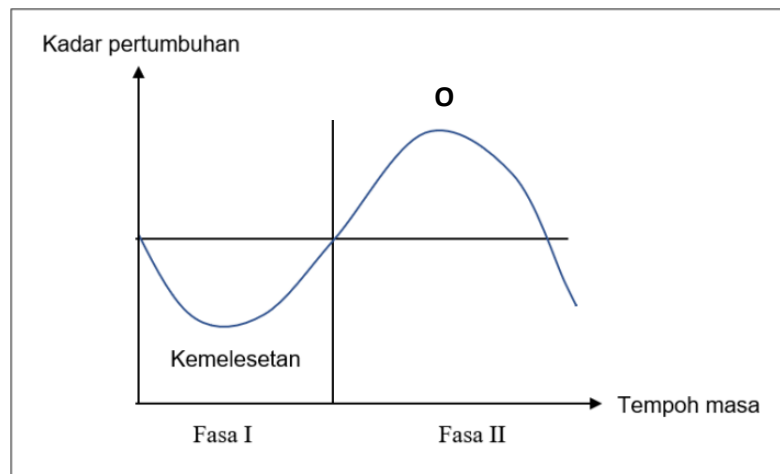 Kadar pertumbuhan
O
Kemelesetan
Tempoh masa
Fasa I
Fasa II